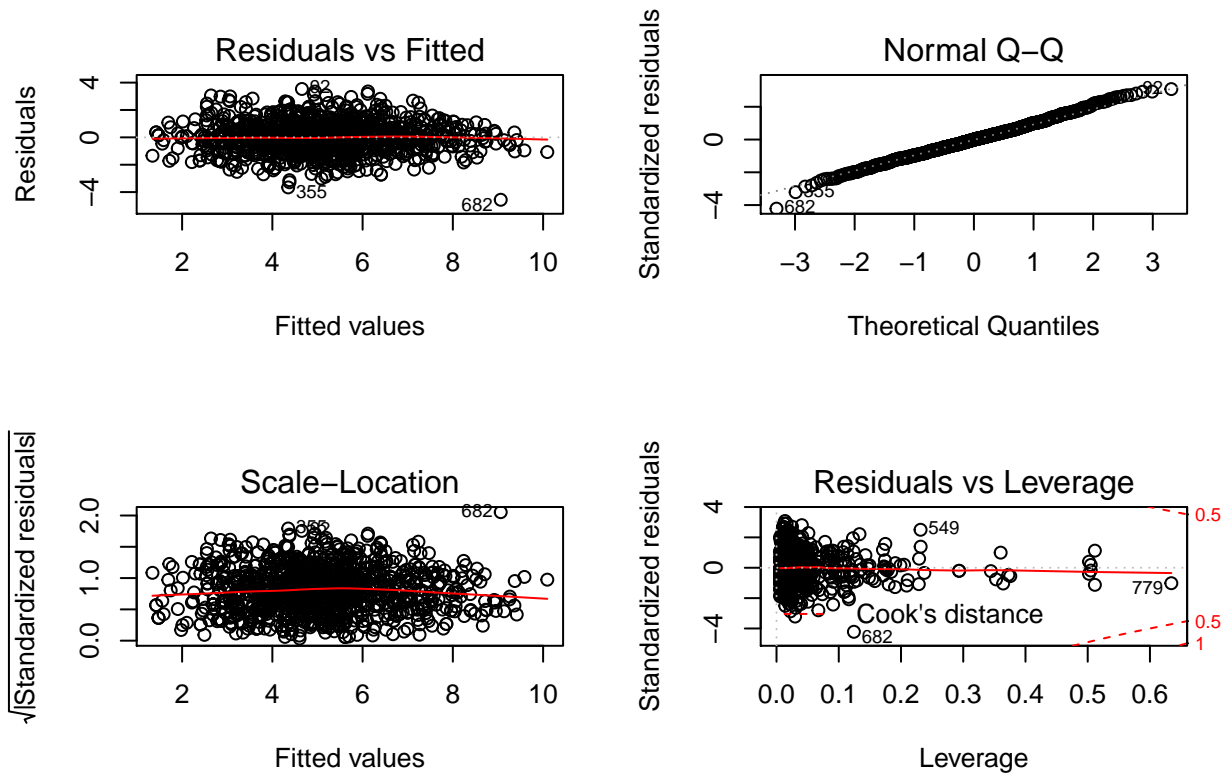 Residuals vs Fitted
Residuals
4
0
−4
92
355
682
2 4 6 8 10
Fitted values
Normal Q−Q
Standardized residuals
0
−4
92
355
682
−3 −2 −1 0 1 2 3
Theoretical Quantiles
Scale−Location
√|Standardized residuals|
2.0
1.0
0.0
682
355
2 4 6 8 10
Fitted values
Residuals vs Leverage
Standardized residuals
4
0
−4
549
779
682
Cook's distance
0.5
0.5
1
0.0 0.1 0.2 0.3 0.4 0.5 0.6
Leverage